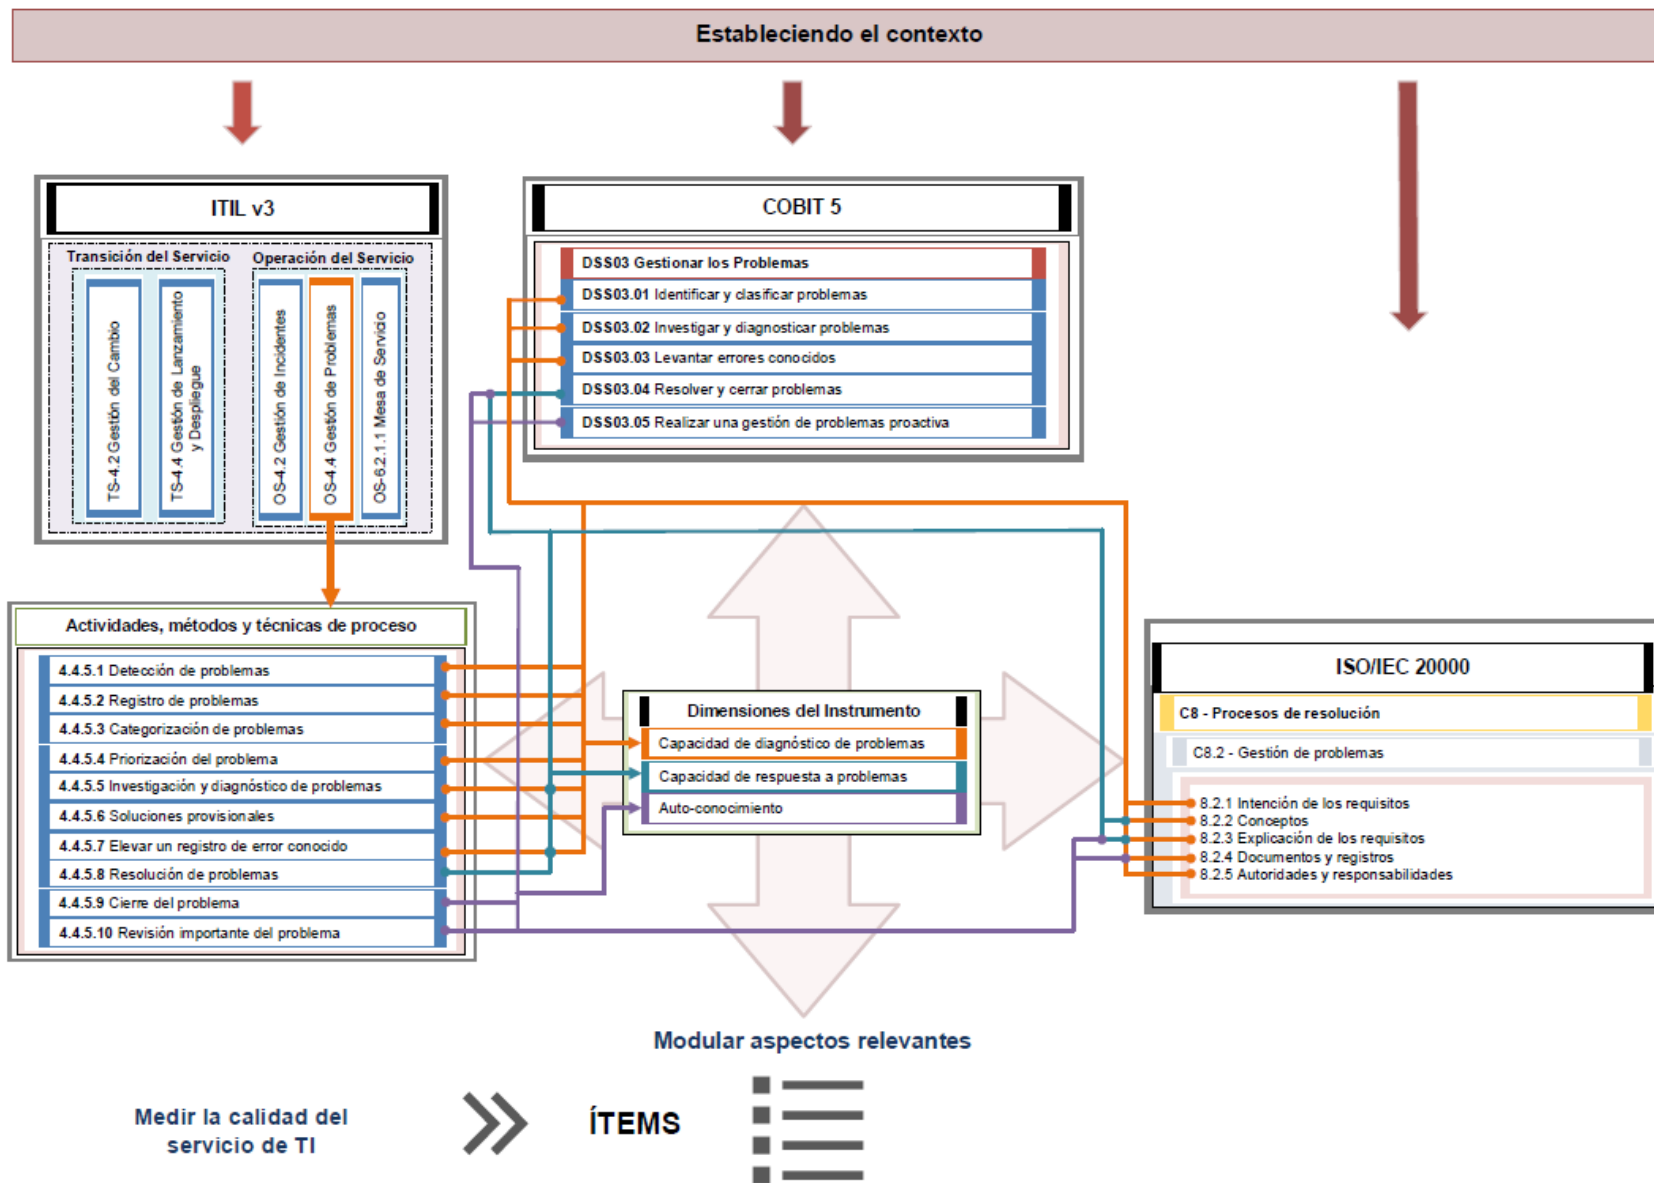 Estableciendo el contexto
ITIL v3
Transición del Servicio
TS-4.2 Gestión del Cambio
TS-4.4 Gestión de Lanzamiento
y Despliegue
Operación del Servicio
OS-4.2 Gestión de Incidentes
OS-4.4 Gestión de Problemas
OS-6.2.1.1 Mesa de Servicio
COBIT 5
DSS03 Gestionar los Problemas
DSS03.01 Identificar y clasificar problemas
DSS03.02 Investigar y diagnosticar problemas
DSS03.03 Levantar errores conocidos
DSS03.04 Resolver y cerrar problemas
DSS03.05 Realizar una gestión de problemas proactiva
Actividades, métodos y técnicas de proceso
4.4.5.1 Detección de problemas
4.4.5.2 Registro de problemas
4.4.5.3 Categorización de problemas
4.4.5.4 Priorización del problema
4.4.5.5 Investigación y diagnóstico de problemas
4.4.5.6 Soluciones provisionales
4.4.5.7 Elevar un registro de error conocido
4.4.5.8 Resolución de problemas
4.4.5.9 Cierre del problema
4.4.5.10 Revisión importante del problema
Dimensiones del Instrumento
Capacidad de diagnóstico de problemas
Capacidad de respuesta a problemas
Auto-conocimiento
ISO/IEC 20000
C8 - Procesos de resolución
C8.2 - Gestión de problemas
8.2.1 Intención de los requisitos
8.2.2 Conceptos
8.2.3 Explicación de los requisitos
8.2.4 Documentos y registros
8.2.5 Autoridades y responsabilidades
Modular aspectos relevantes
Medir la calidad del
servicio de TI
ÍTEMS